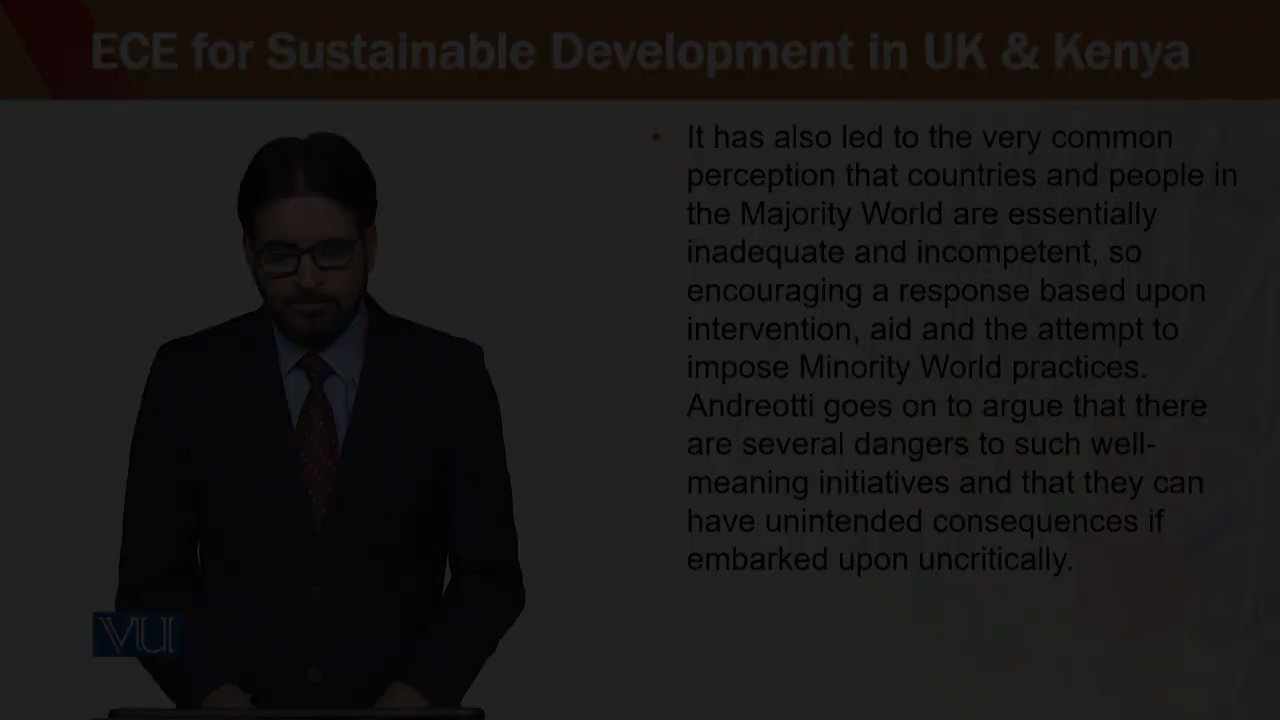 ECE for Sustainable Development in UK & Kenya
• It has also led to the very common
perception that countries and people in
the Majority World are essentially
inadequate and incompetent, so
encouraging a response based upon
intervention, aid and the attempt to
impose Minority World practices.
Andreotti goes on to argue that there
are several dangers to such well-
meaning initiatives and that they can
have unintended consequences if
embarked upon uncritically.
VU